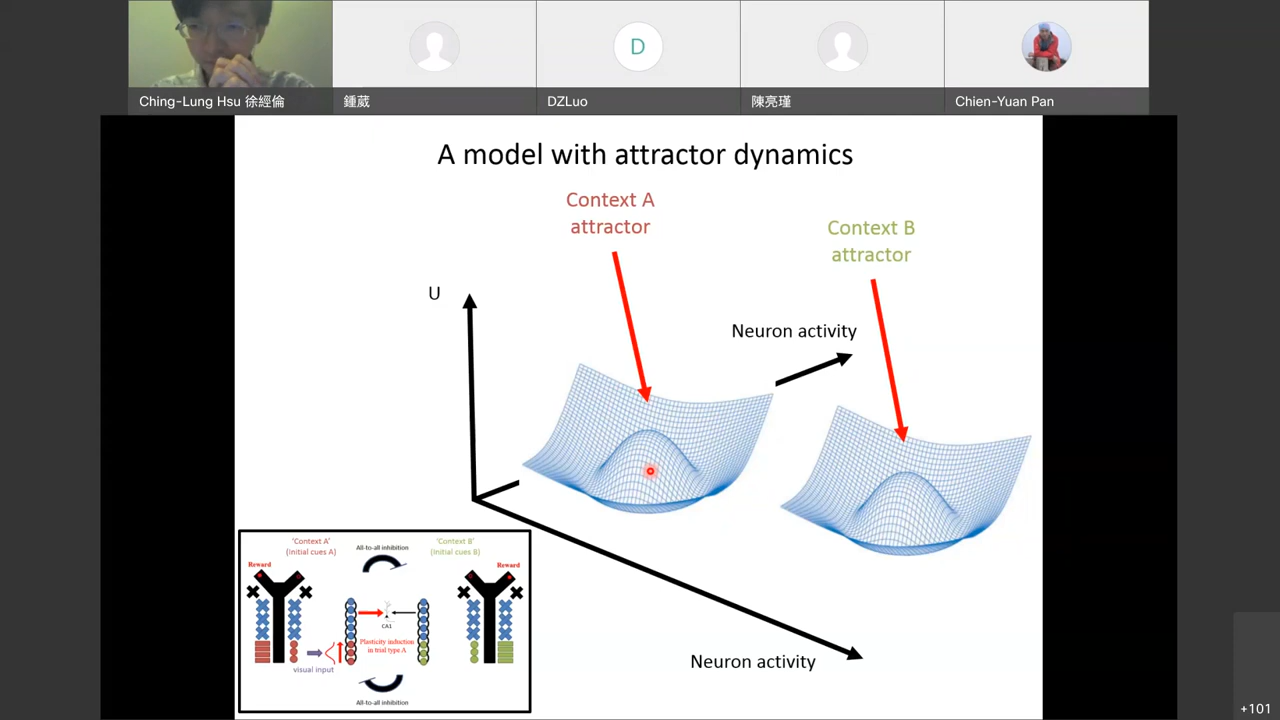 Ching-Lung Hsu 徐經倫
鍾葳
D
DZLuo
陳亮瑾
Chien-Yuan Pan
A model with attractor dynamics
Context A
attractor
Context B
attractor
U
Neuron activity
Neuron activity
'Context A'
(Initial cues A)
All-to-all inhibition
'Context B'
(Initial cues B)
Reward
Reward
CA1
Plasticity induction
in trial type A
visual input
All-to-all inhibition
+101